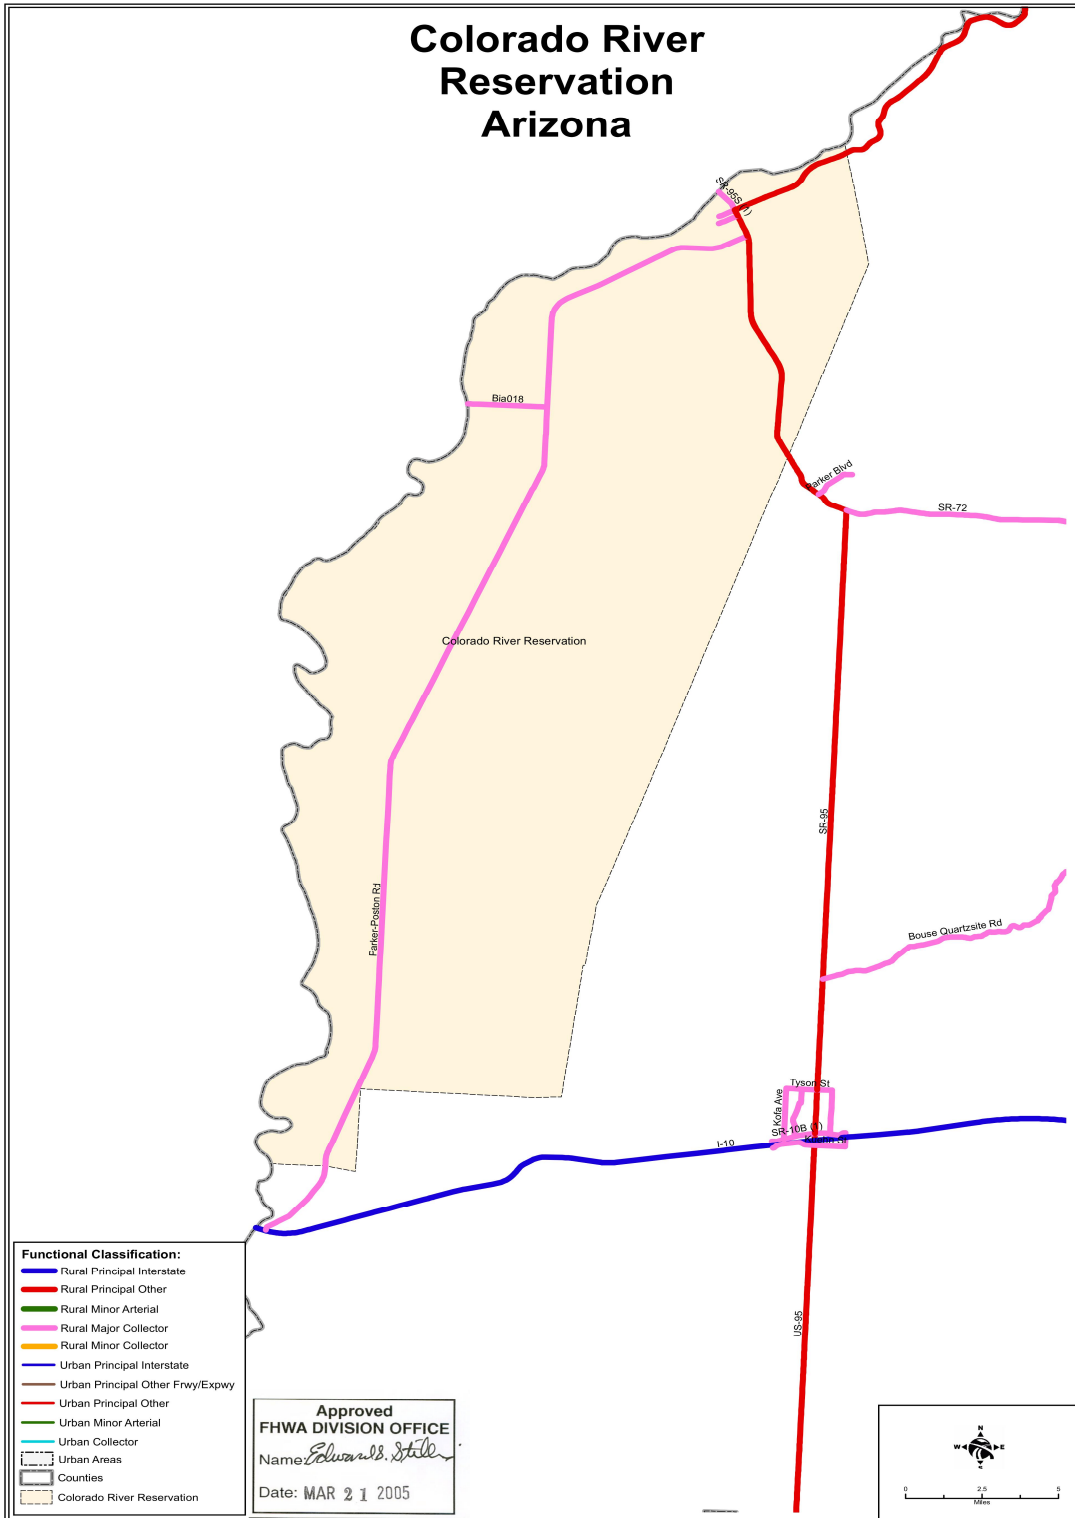 Colorado River
Reservation
Arizona
SR-95S (1)
Bia018
Parker Blvd
SR-72
Colorado River Reservation
SR-95
Parker-Poston Rd
Bouse Quartzsite Rd
Tyson St
Kofa Ave
SR-10B (1)
I-10
US-95
Functional Classification:
Rural Principal Interstate
Rural Principal Other
Rural Minor Arterial
Rural Major Collector
Rural Minor Collector
Urban Principal Interstate
Urban Principal Other Frwy/Expwy
Urban Principal Other
Urban Minor Arterial
Urban Collector
Urban Areas
Counties
Colorado River Reservation
Approved
FHWA DIVISION OFFICE
Name: Edward S.
Date: MAR 21 2005
N
W E
S
0 2.5 5
Miles